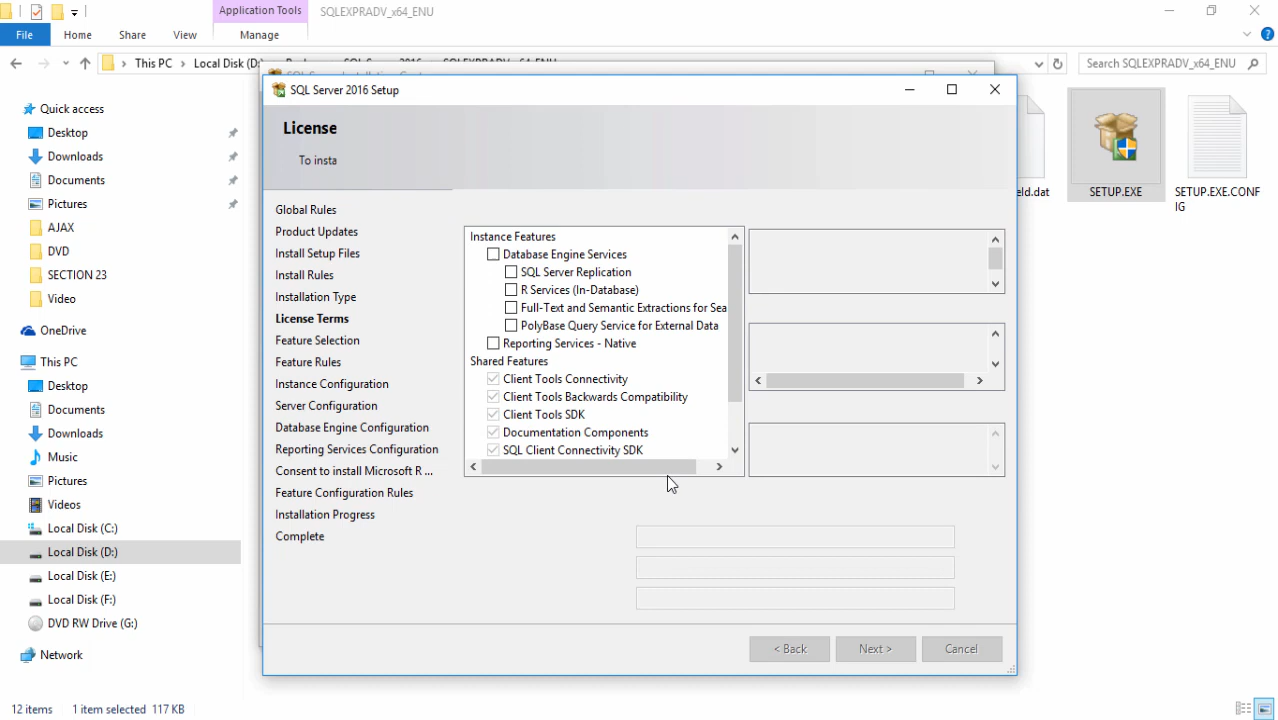 Application Tools
SQLEXPRADV_x64_ENU
File
Home
Share
View
Manage
This PC
Local Disk (D:)
Search SQLEXPRADV_x64_ENU
Quick access
Desktop
Downloads
Documents
Pictures
AJAX
DVD
SECTION 23
Video
OneDrive
This PC
Desktop
Documents
Downloads
Music
Pictures
Videos
Local Disk (C:)
Local Disk (D:)
Local Disk (E:)
Local Disk (F:)
DVD RW Drive (G:)
Network
12 items
1 item selected 117 KB
SQL Server 2016 Setup
License
To insta
Global Rules
Product Updates
Install Setup Files
Install Rules
Installation Type
License Terms
Feature Selection
Feature Rules
Instance Configuration
Server Configuration
Database Engine Configuration
Reporting Services Configuration
Consent to install Microsoft R ...
Feature Configuration Rules
Installation Progress
Complete
Instance Features
Database Engine Services
SQL Server Replication
R Services (In-Database)
Full-Text and Semantic Extractions for Sea
PolyBase Query Service for External Data
Reporting Services - Native
Shared Features
Client Tools Connectivity
Client Tools Backwards Compatibility
Client Tools SDK
Documentation Components
SQL Client Connectivity SDK
< Back
Next >
Cancel
eld.dat
SETUP.EXE
SETUP.EXE.CONF
IG